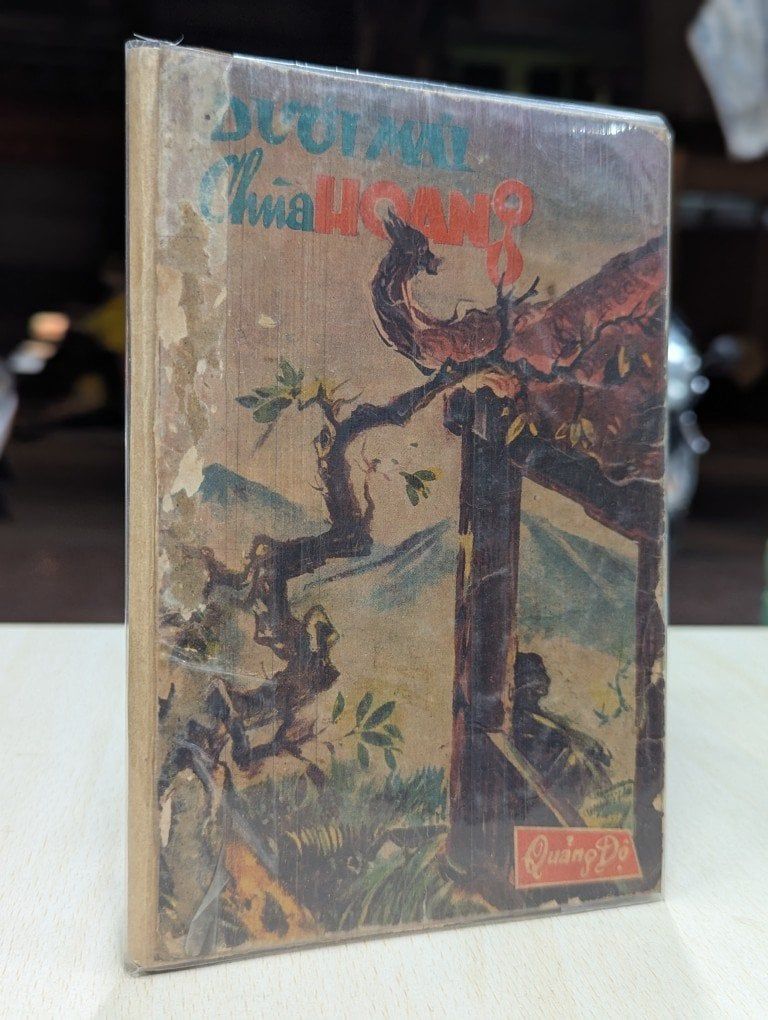 DƯỚI MÁI
Chùa HOANG
Quảng Độ